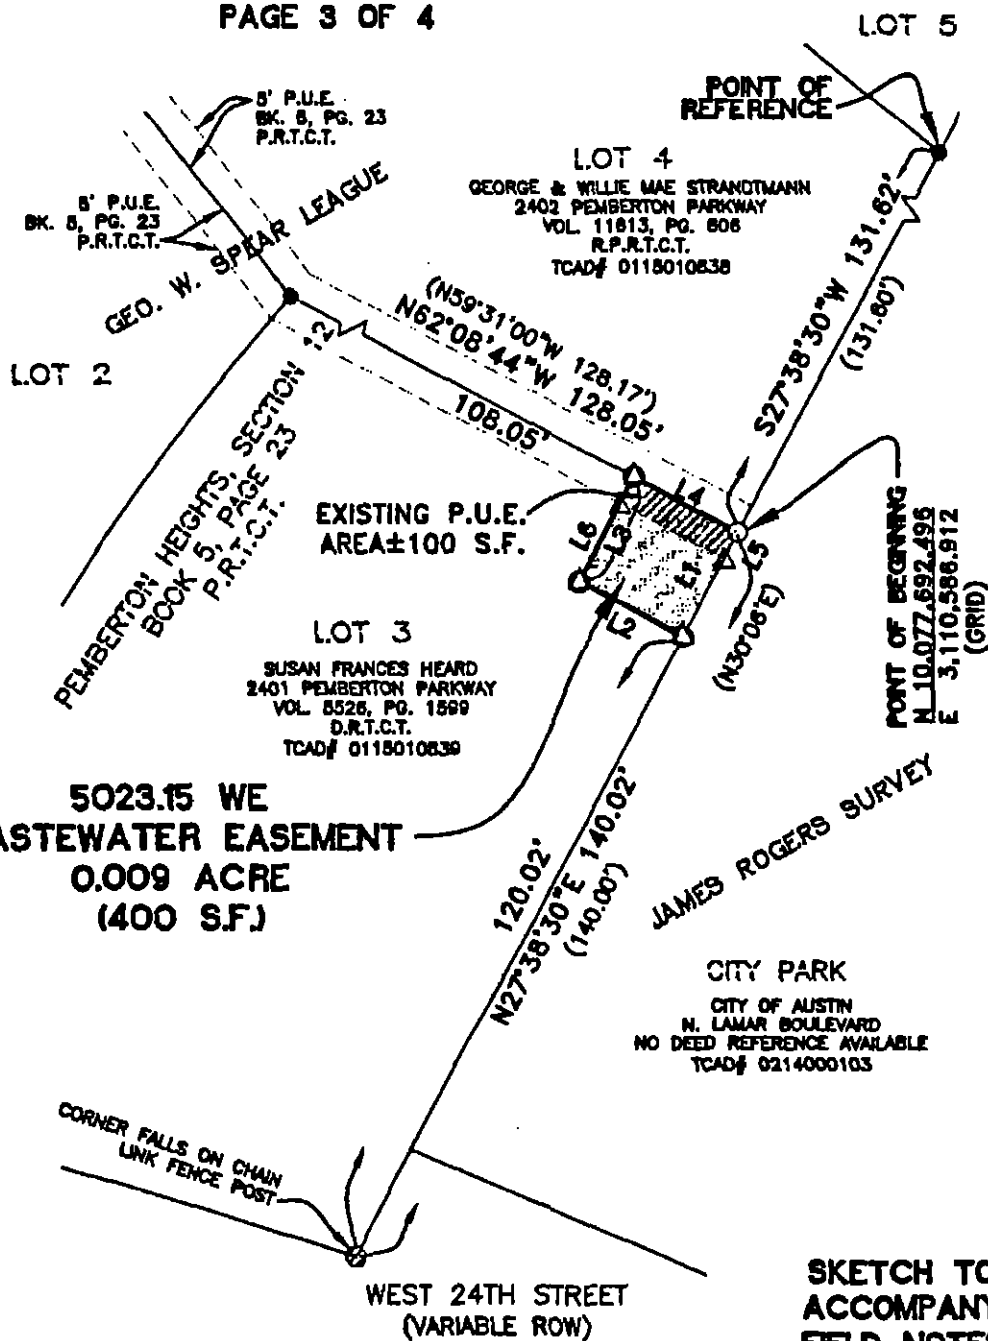 PAGE 3 OF 4
LOT 5
5' P.U.E.
BK. 5, PG. 23
P.R.T.C.T.
POINT OF
REFERENCE
5' P.U.E.
BK. 5, PG. 23
P.R.T.C.T.
GEO. W. SPEAR LEAGUE
LOT 4
GEORGE & WILLIE MAE STRANDTMANN
2402 PEMBERTON PARKWAY
VOL. 11613, PG. 606
R.P.R.T.C.T.
TCAD# 0115010638
S27°38'30"W 131.62'
(131.60')
LOT 2
(N59°31'00"W 128.17')
N62°08'44"W 128.05'
108.05'
PEMBERTON HEIGHTS, SECTION 12
BOOK 5, PAGE 23
P.R.T.C.T.
EXISTING P.U.E.
AREA±100 S.F.
L4
L6
L3
L1
L5
L2
(N30°06'E)
POINT OF BEGINNING
N 10,077,692.496
E 3,110,586.912
(GRID)
LOT 3
SUSAN FRANCES HEARD
2401 PEMBERTON PARKWAY
VOL. 8526, PG. 1599
D.R.T.C.T.
TCAD# 0115010639
5023.15 WE
ASTEWATER EASEMENT
0.009 ACRE
(400 S.F.)
120.02'
N27°38'30"E 140.02'
(140.00')
JAMES ROGERS SURVEY
CITY PARK
CITY OF AUSTIN
N. LAMAR BOULEVARD
NO DEED REFERENCE AVAILABLE
TCAD# 0214000103
CORNER FALLS ON CHAIN
LINK FENCE POST
WEST 24TH STREET
(VARIABLE ROW)
SKETCH TO
ACCOMPANY
FIELD NOTES